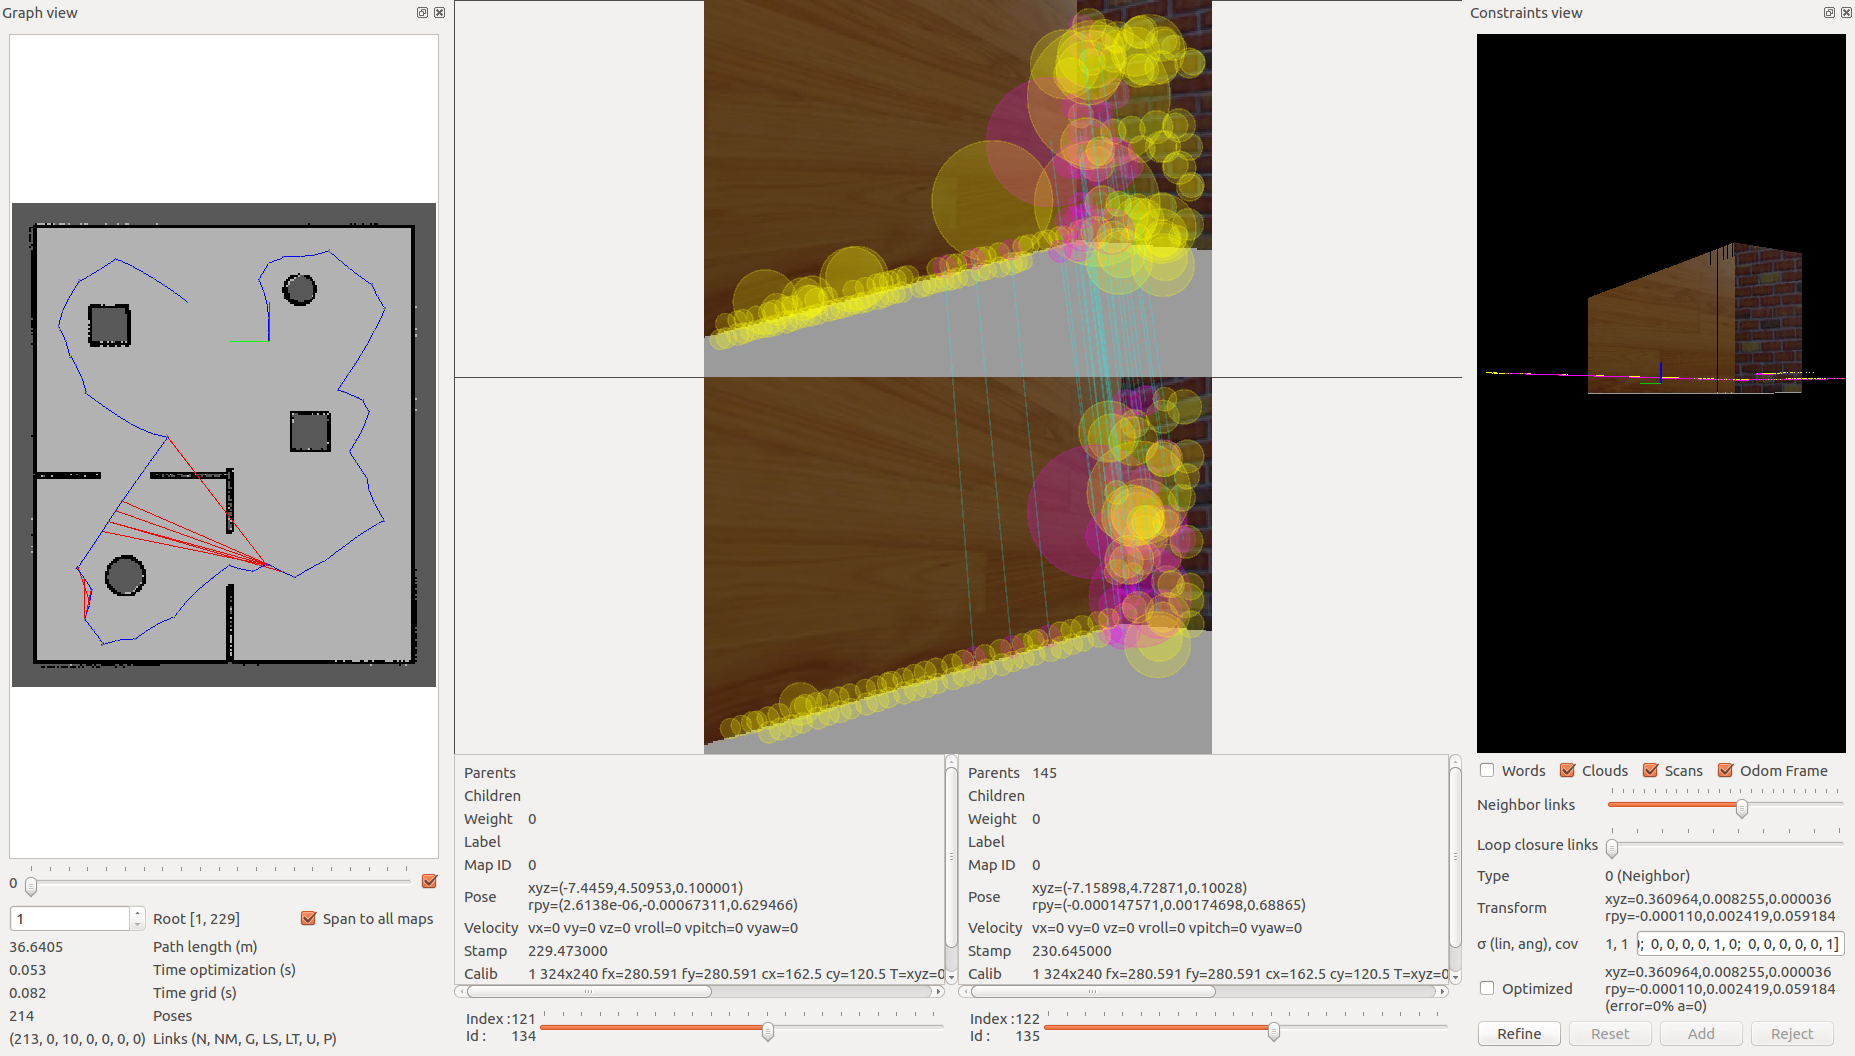 Graph view
0
1
Root [1, 229]
Span to all maps
36.6405 Path length (m)
0.053 Time optimization (s)
0.082 Time grid (s)
214 Poses
(213, 0, 10, 0, 0, 0, 0) Links (N, NM, G, LS, LT, U, P)
Parents
Children
Weight 0
Label
Map ID 0
Pose xyz=(-7.4459,4.50953,0.100001)
rpy=(2.6138e-06,-0.00067311,0.629466)
Velocity vx=0 vy=0 vz=0 vroll=0 vpitch=0 vyaw=0
Stamp 229.473000
Calib 1 324x240 fx=280.591 fy=280.591 cx=162.5 cy=120.5 T=xyz=0
Index : 121
Id : 134
Parents 145
Children
Weight 0
Label
Map ID 0
Pose xyz=(-7.15898,4.72871,0.10028)
rpy=(-0.000147571,0.00174698,0.68865)
Velocity vx=0 vy=0 vz=0 vroll=0 vpitch=0 vyaw=0
Stamp 230.645000
Calib 1 324x240 fx=280.591 fy=280.591 cx=162.5 cy=120.5 T=xyz=0
Index : 122
Id : 135
Constraints view
Words Clouds Scans Odom Frame
Neighbor links
Loop closure links
Type 0 (Neighbor)
Transform xyz=0.360964,0.008255,0.000036
rpy=-0.000110,0.002419,0.059184
σ (lin, ang), cov 1, 1 ; 0, 0, 0, 0, 1, 0; 0, 0, 0, 0, 0, 1]
Optimized xyz=0.360964,0.008255,0.000036
rpy=-0.000110,0.002419,0.059184
(error=0% a=0)
Refine Reset Add Reject